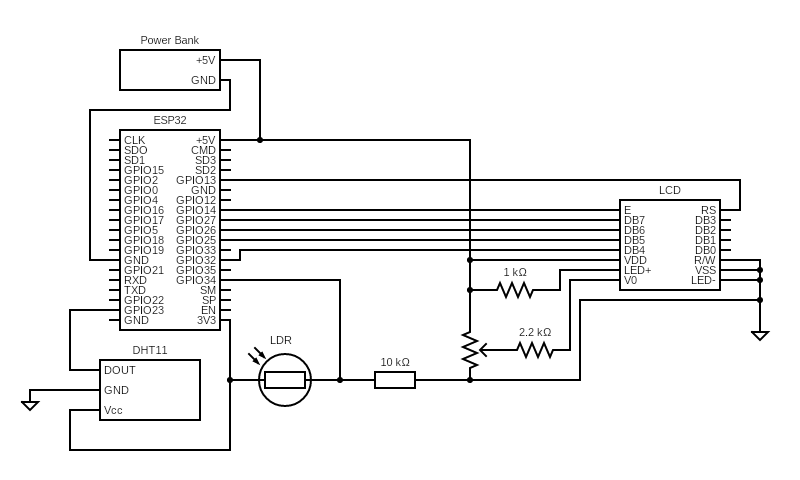 Power Bank
+5V
GND
ESP32
CLK +5V
SDO CMD
SD1 SD3
GPIO15 SD2
GPIO2 GPIO13
GPIO0 GND
GPIO4 GPIO12
GPIO16 GPIO14
GPIO17 GPIO27
GPIO5 GPIO26
GPIO18 GPIO25
GPIO19 GPIO33
GND GPIO32
GPIO21 GPIO35
RXD GPIO34
TXD SM
GPIO22 SP
GPIO23 EN
GND 3V3
LCD
E RS
DB7 DB3
DB6 DB2
DB5 DB1
DB4 DB0
VDD R/W
LED+ VSS
V0 LED-
1 kΩ
2.2 kΩ
LDR
10 kΩ
DHT11
DOUT
GND
Vcc